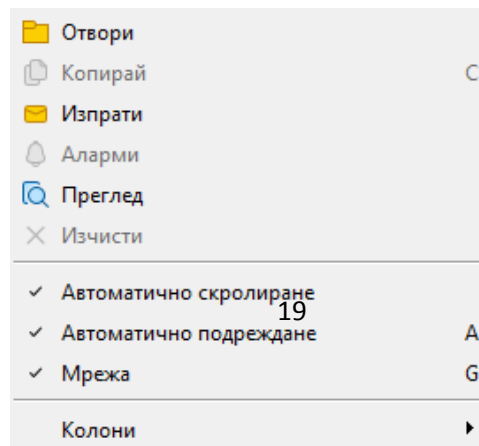 Отвори
Копирай C
Изпрати
Аларми
Преглед
Изчисти
Автоматично скролиране
19
Автоматично подреждане A
Мрежа G
Колони